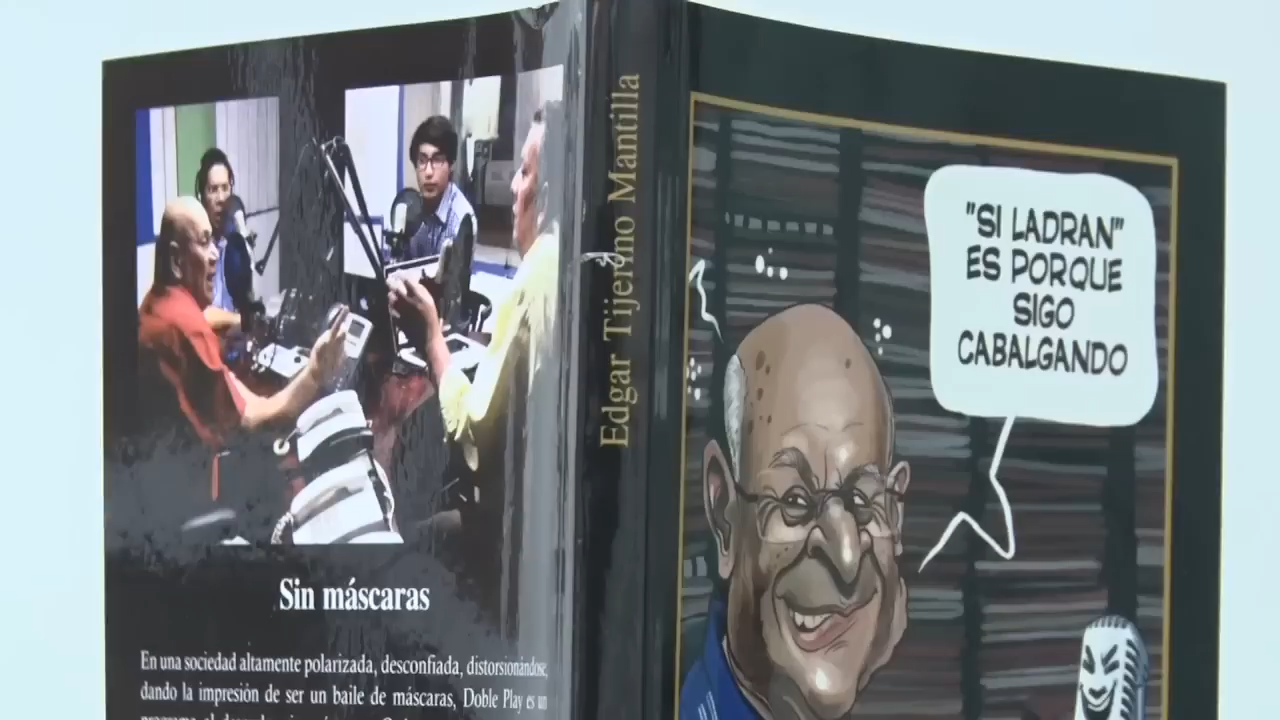 Sin máscaras
En una sociedad altamente polarizada, desconfiada, distorsionándose,
dando la impresión de ser un baile de máscaras, Doble Play es un
Edgar Tijerino Mantilla
"SI LADRAN"
ES PORQUE
SIGO
CABALGANDO